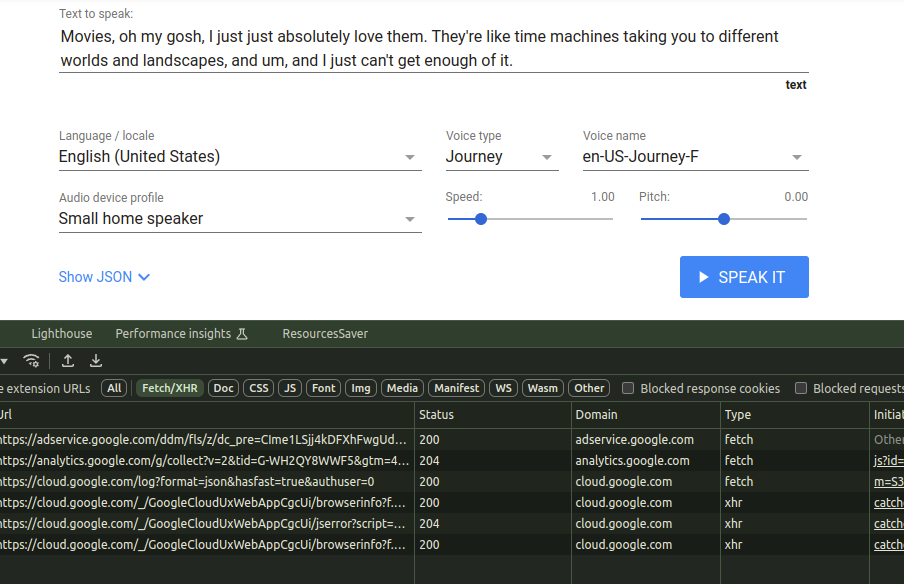 Text to speak:
Movies, oh my gosh, I just just absolutely love them. They're like time machines taking you to different
worlds and landscapes, and um, and I just can't get enough of it.
text
Language / locale
Voice type
Voice name
English (United States)
Journey
en-US-Journey-F
Audio device profile
Speed:
1.00
Pitch:
0.00
Small home speaker
Show JSON
SPEAK IT
Lighthouse
Performance insights
ResourcesSaver
e extension URLs
All
Fetch/XHR
Doc
CSS
JS
Font
Img
Media
Manifest
WS
Wasm
Other
Blocked response cookies
Blocked requests
Url Status Domain Type Initiat
https://adservice.google.com/ddm/fls/z/dc_pre=CIme1LSjj4kDFXhFwgUd... 200 adservice.google.com fetch Other
https://analytics.google.com/g/collect?v=2&tid=G-WH2QY8WWF5&gtm=4... 204 analytics.google.com fetch js?id=
https://cloud.google.com/log?format=json&hasfast=true&authuser=0 200 cloud.google.com fetch m=S3
https://cloud.google.com/_/GoogleCloudUxWebAppCgcUi/browserinfo?f.... 200 cloud.google.com xhr catch
https://cloud.google.com/_/GoogleCloudUxWebAppCgcUi/jserror?script=... 204 cloud.google.com xhr catch
https://cloud.google.com/_/GoogleCloudUxWebAppCgcUi/browserinfo?f.... 200 cloud.google.com xhr catch